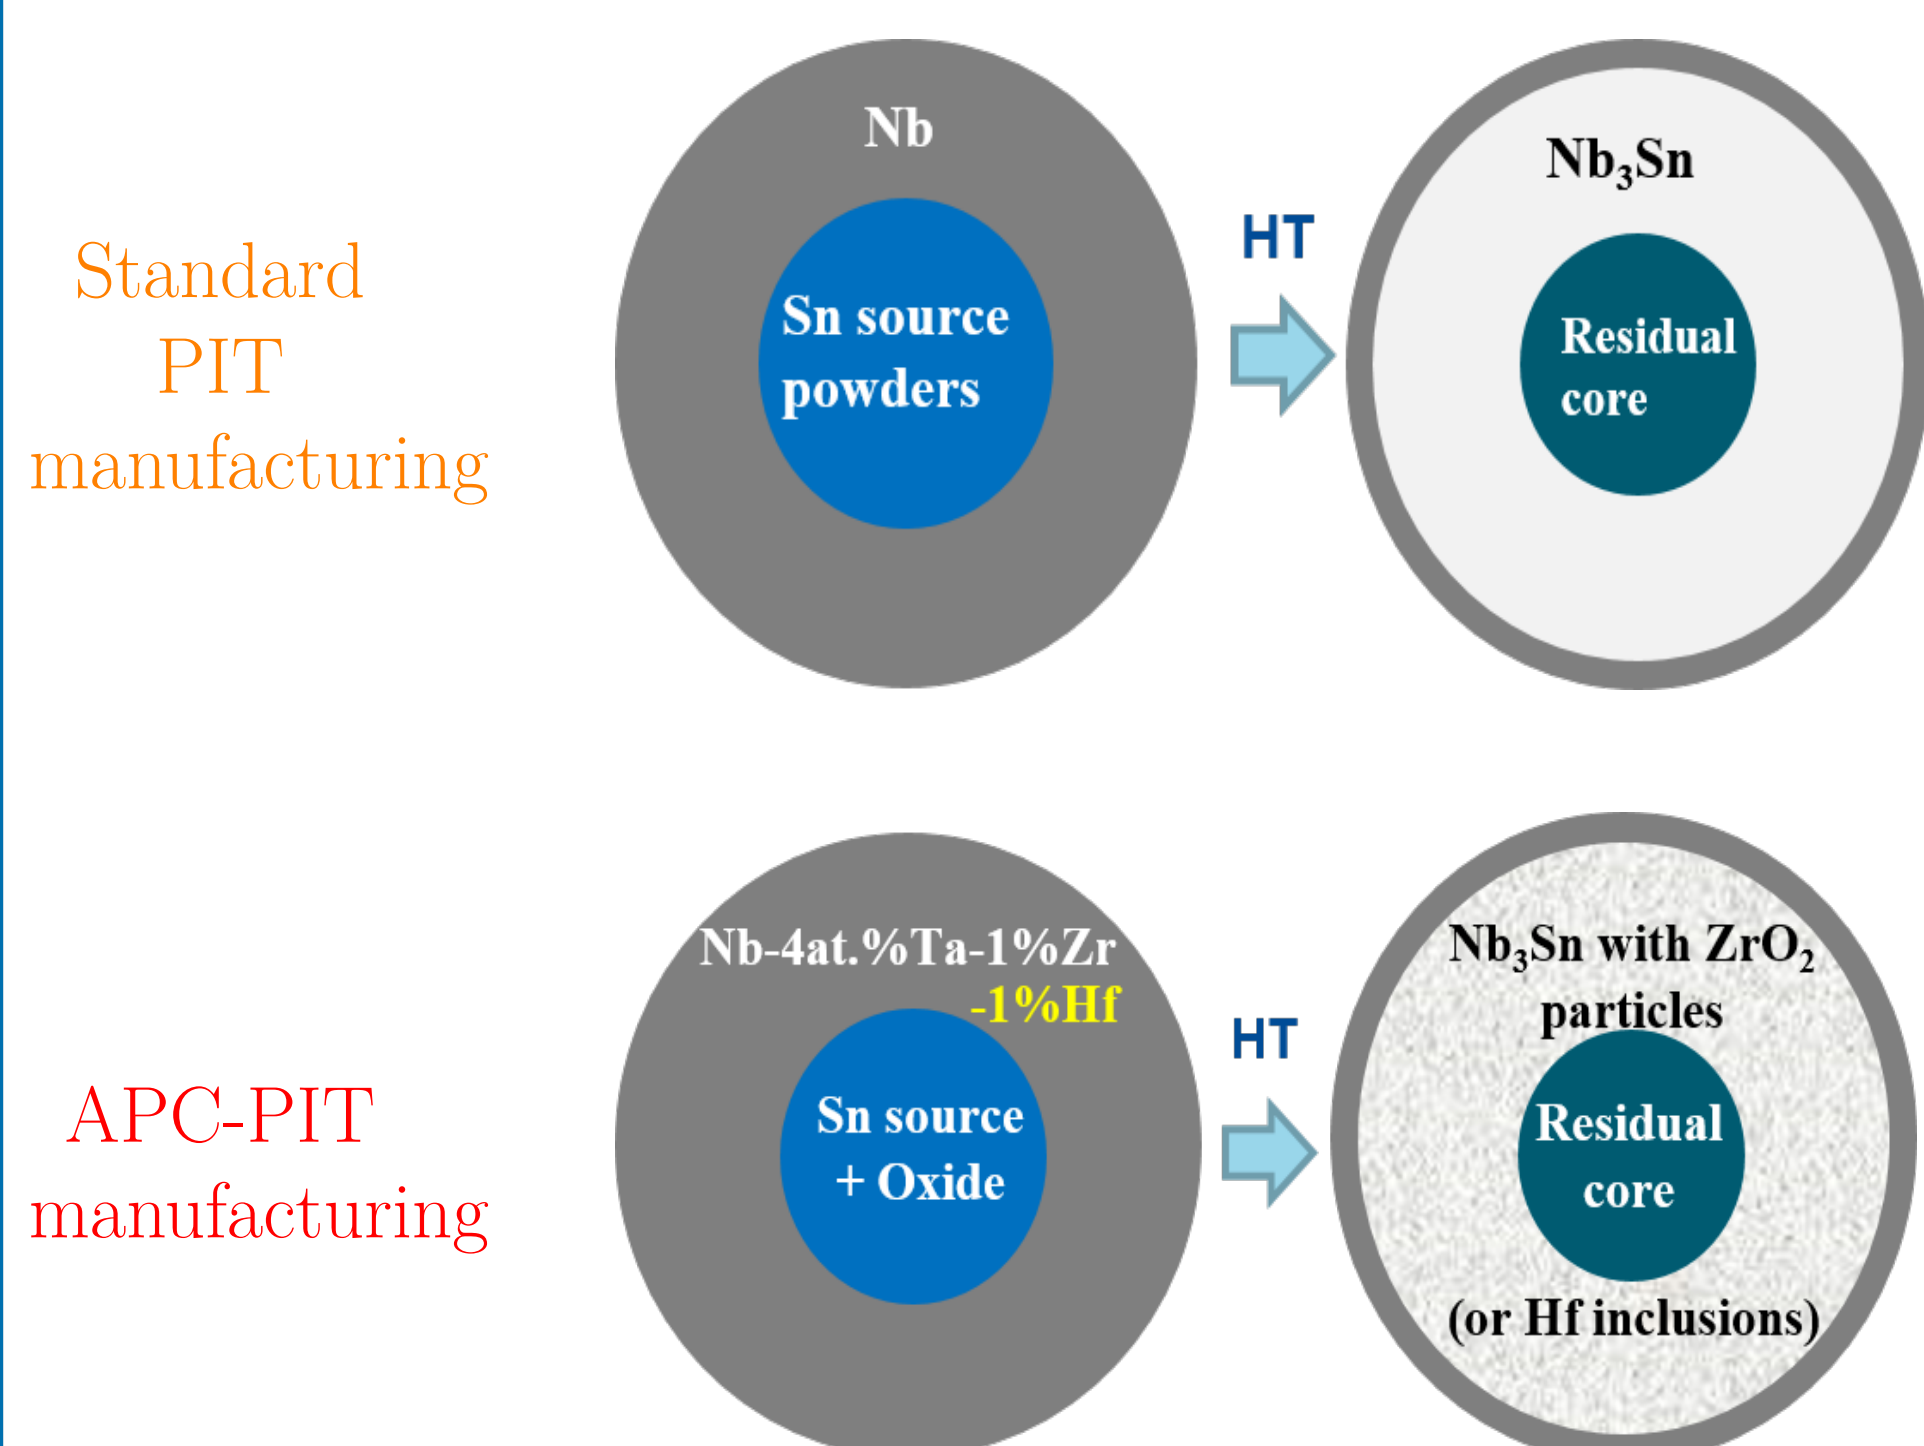 Standard
PIT
manufacturing
Nb
Sn source
powders
HT
Nb₃Sn
Residual
core
APC-PIT
manufacturing
Nb-4at.%Ta-1%Zr
-1%Hf
Sn source
+ Oxide
HT
Nb₃Sn with ZrO₂
particles
Residual
core
(or Hf inclusions)